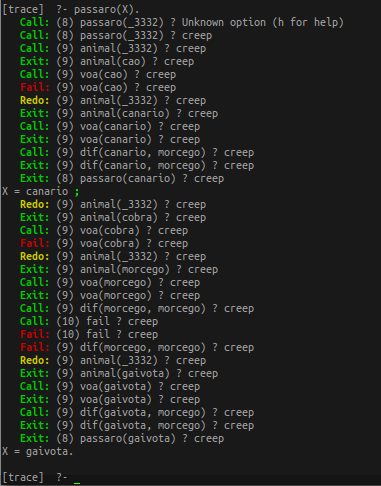 [trace]  ?- passaro(X).
   Call: (8) passaro(_3332) ? Unknown option (h for help)
   Call: (8) passaro(_3332) ? creep
   Call: (9) animal(_3332) ? creep
   Exit: (9) animal(cao) ? creep
   Call: (9) voa(cao) ? creep
   Fail: (9) voa(cao) ? creep
   Redo: (9) animal(_3332) ? creep
   Exit: (9) animal(canario) ? creep
   Call: (9) voa(canario) ? creep
   Exit: (9) voa(canario) ? creep
   Call: (9) dif(canario, morcego) ? creep
   Exit: (9) dif(canario, morcego) ? creep
   Exit: (8) passaro(canario) ? creep
X = canario ;
   Redo: (9) animal(_3332) ? creep
   Exit: (9) animal(cobra) ? creep
   Call: (9) voa(cobra) ? creep
   Fail: (9) voa(cobra) ? creep
   Redo: (9) animal(_3332) ? creep
   Exit: (9) animal(morcego) ? creep
   Call: (9) voa(morcego) ? creep
   Exit: (9) voa(morcego) ? creep
   Call: (9) dif(morcego, morcego) ? creep
   Call: (10) fail ? creep
   Fail: (10) fail ? creep
   Fail: (9) dif(morcego, morcego) ? creep
   Redo: (9) animal(_3332) ? creep
   Exit: (9) animal(gaivota) ? creep
   Call: (9) voa(gaivota) ? creep
   Exit: (9) voa(gaivota) ? creep
   Call: (9) dif(gaivota, morcego) ? creep
   Exit: (9) dif(gaivota, morcego) ? creep
   Exit: (8) passaro(gaivota) ? creep
X = gaivota.

[trace]  ?- _